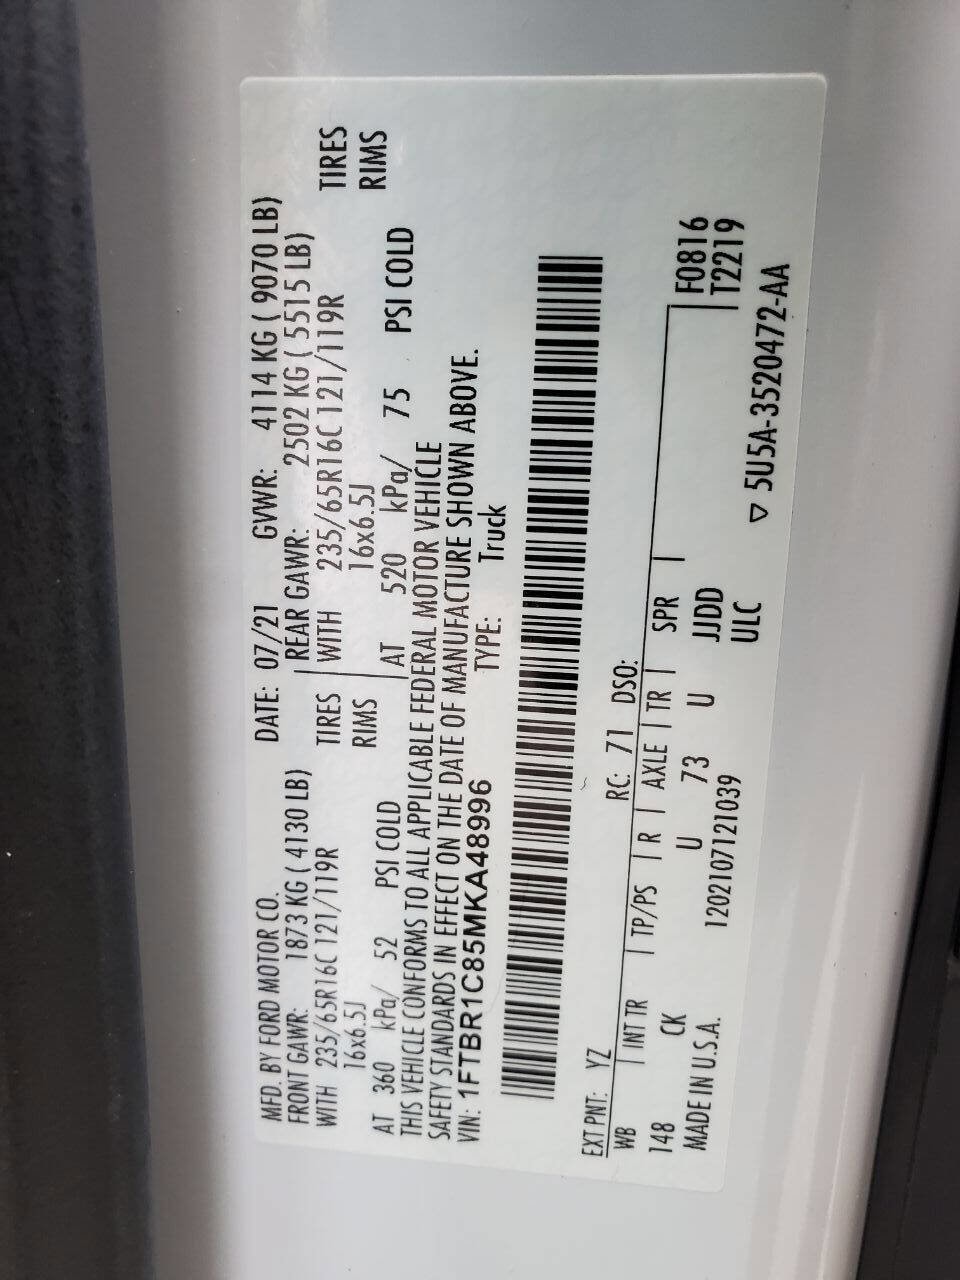 MFD. BY FORD MOTOR CO. DATE: 07/21 GVWR: 4114 KG ( 9070 LB)
FRONT GAWR: 1873 KG ( 4130 LB) REAR GAWR: 2502 KG ( 5515 LB)
WITH 235/65R16C 121/119R TIRES WITH 235/65R16C 121/119R TIRES
16x6.5J RIMS 16x6.5J RIMS
AT 360 kPa/ 52 PSI COLD AT 520 kPa/ 75 PSI COLD
THIS VEHICLE CONFORMS TO ALL APPLICABLE FEDERAL MOTOR VEHICLE
SAFETY STANDARDS IN EFFECT ON THE DATE OF MANUFACTURE SHOWN ABOVE.
VIN: 1FTBR1C85MKA48996 TYPE: Truck
EXT PNT: YZ RC: 71 DSO:
WB INT TR TP/PS R AXLE TR SPR F0816
148 CK U 73 U JJDD T2219
MADE IN U.S.A. 120210712103​9 ULC
▽ 5U5A-3520472-AA